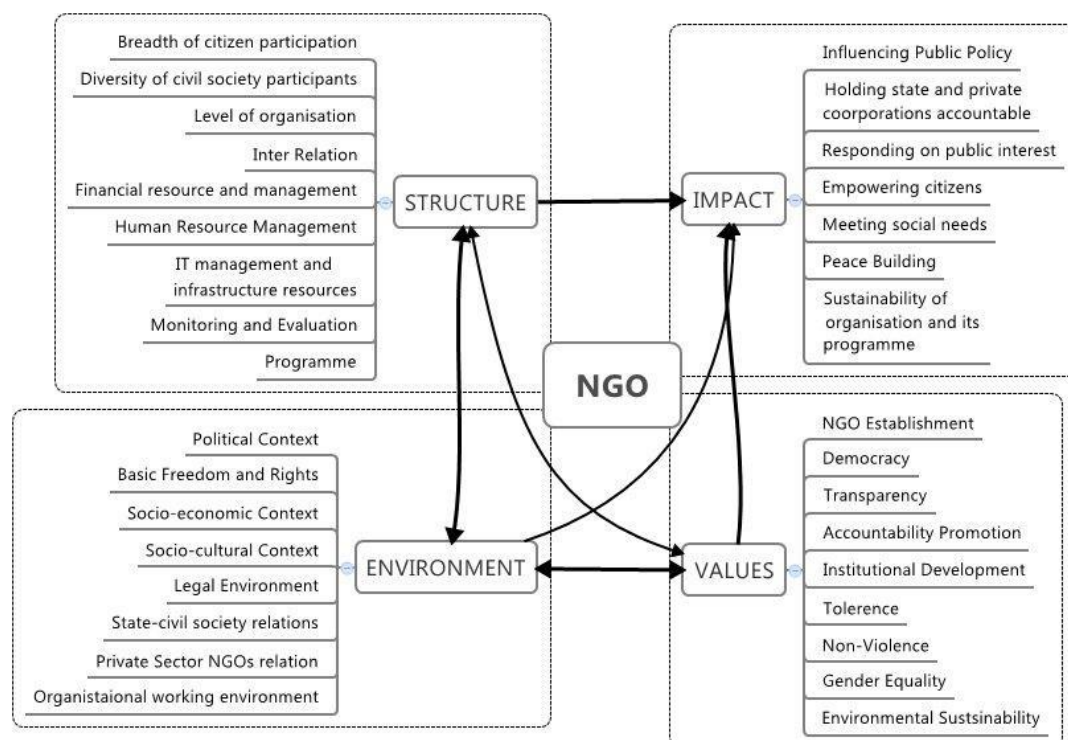 Breadth of citizen participation
Diversity of civil society participants
Level of organisation
Inter Relation
Financial resource and management
Human Resource Management
IT management and
infrastructure resources
Monitoring and Evaluation
Programme
STRUCTURE
IMPACT
Influencing Public Policy
Holding state and private
coorporations accountable
Responding on public interest
Empowering citizens
Meeting social needs
Peace Building
Sustainability of
organisation and its
programme
NGO
Political Context
Basic Freedom and Rights
Socio-economic Context
Socio-cultural Context
Legal Environment
State-civil society relations
Private Sector NGOs relation
Organistaional working environment
ENVIRONMENT
VALUES
NGO Establishment
Democracy
Transparency
Accountability Promotion
Institutional Development
Tolerence
Non-Violence
Gender Equality
Environmental Sustsinability